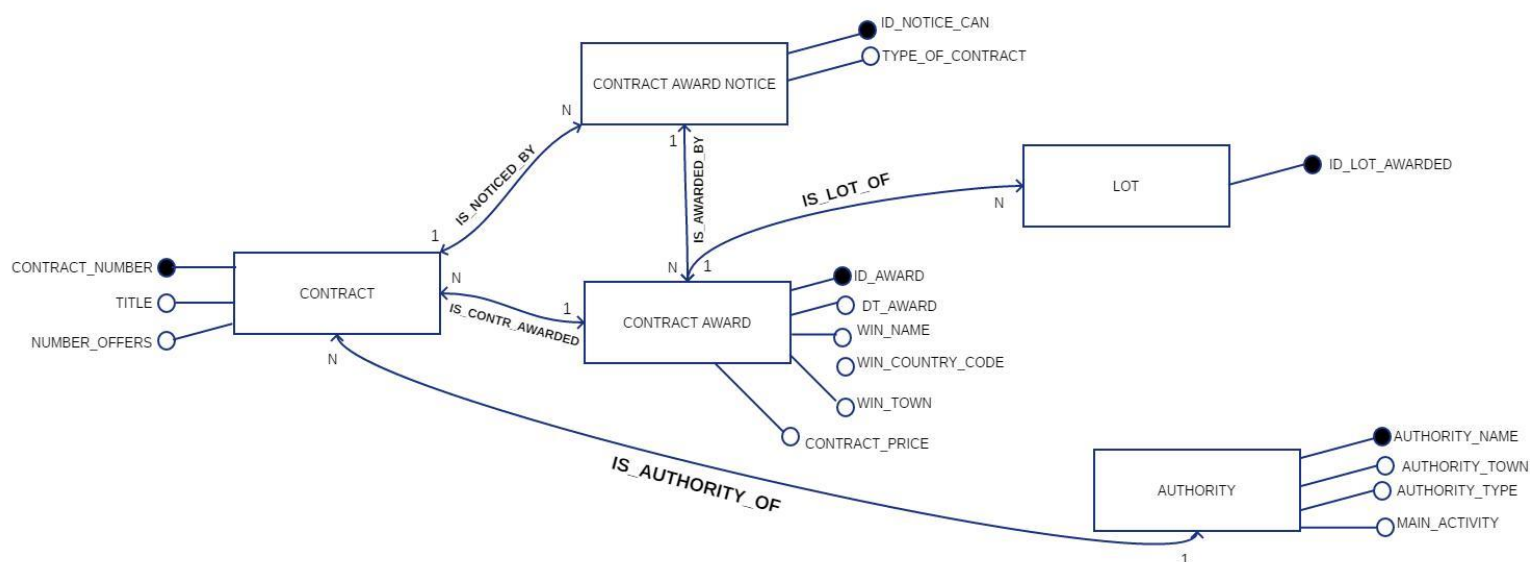 ID_NOTICE_CAN
TYPE_OF_CONTRACT
CONTRACT AWARD NOTICE
N
1
IS_NOTICED_BY
IS_AWARDED_BY
IS_LOT_OF
LOT
ID_LOT_AWARDED
N
1
CONTRACT_NUMBER
TITLE
NUMBER_OFFERS
CONTRACT
N
IS_CONTR_AWARDED
1
N
1
CONTRACT AWARD
ID_AWARD
DT_AWARD
WIN_NAME
WIN_COUNTRY_CODE
WIN_TOWN
CONTRACT_PRICE
N
IS_AUTHORITY_OF
1
AUTHORITY
AUTHORITY_NAME
AUTHORITY_TOWN
AUTHORITY_TYPE
MAIN_ACTIVITY